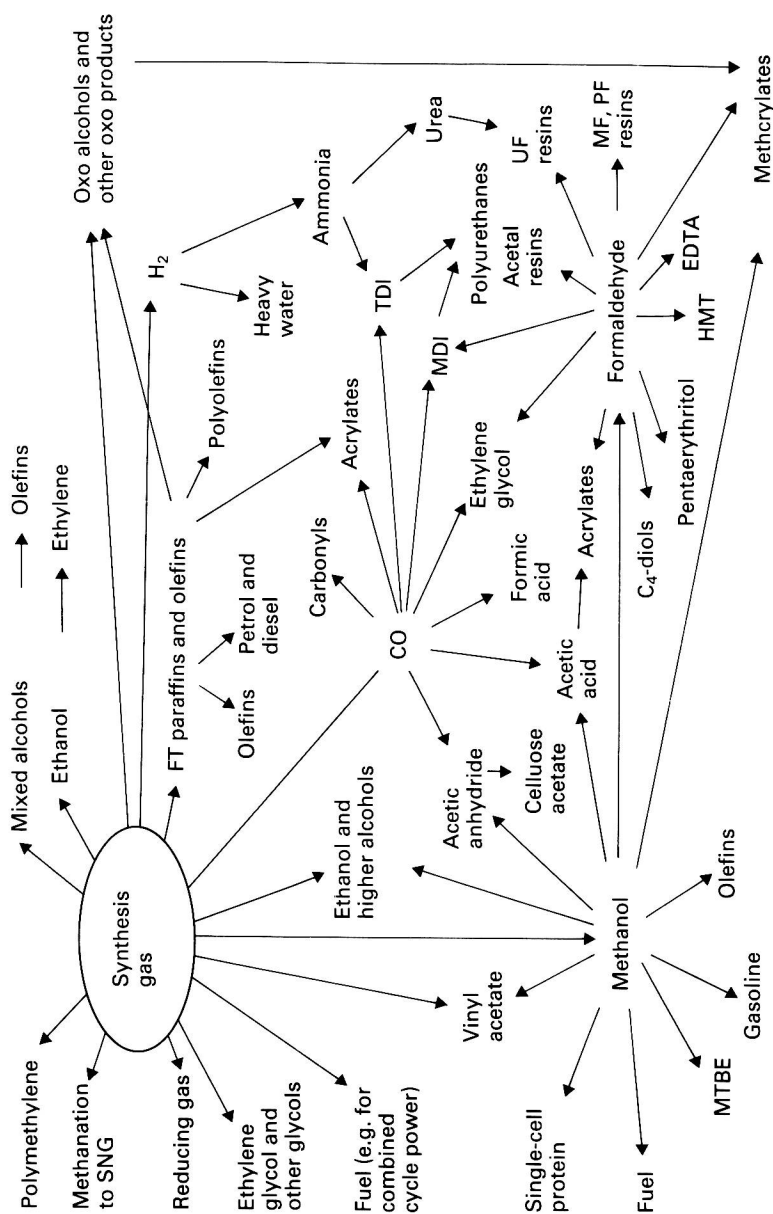 Polymethylene
Methanation
to SNG
Reducing gas
Ethylene
glycol and
other glycols
Fuel (e.g. for
combined
cycle power)
Single-cell
protein
Fuel
Synthesis
gas
Vinyl
acetate
MTBE
Gasoline
Methanol
Olefins
Mixed alcohols
Olefins
Ethanol
Ethylene
FT paraffins and olefins
Olefins
Petrol and
diesel
Polyolefins
Ethanol and
higher alcohols
Acetic
anhydride
Celluose
acetate
CO
Carbonyls
Acrylates
Formic
acid
Acetic
acid
Acrylates
Ethylene
glycol
C₄-diols
Pentaerythritol
H₂
Heavy
water
Ammonia
Urea
TDI
MDI
Polyurethanes
Acetal
resins
UF
resins
Formaldehyde
HMT
EDTA
MF, PF
resins
Oxo alcohols and
other oxo products
Methcrylates